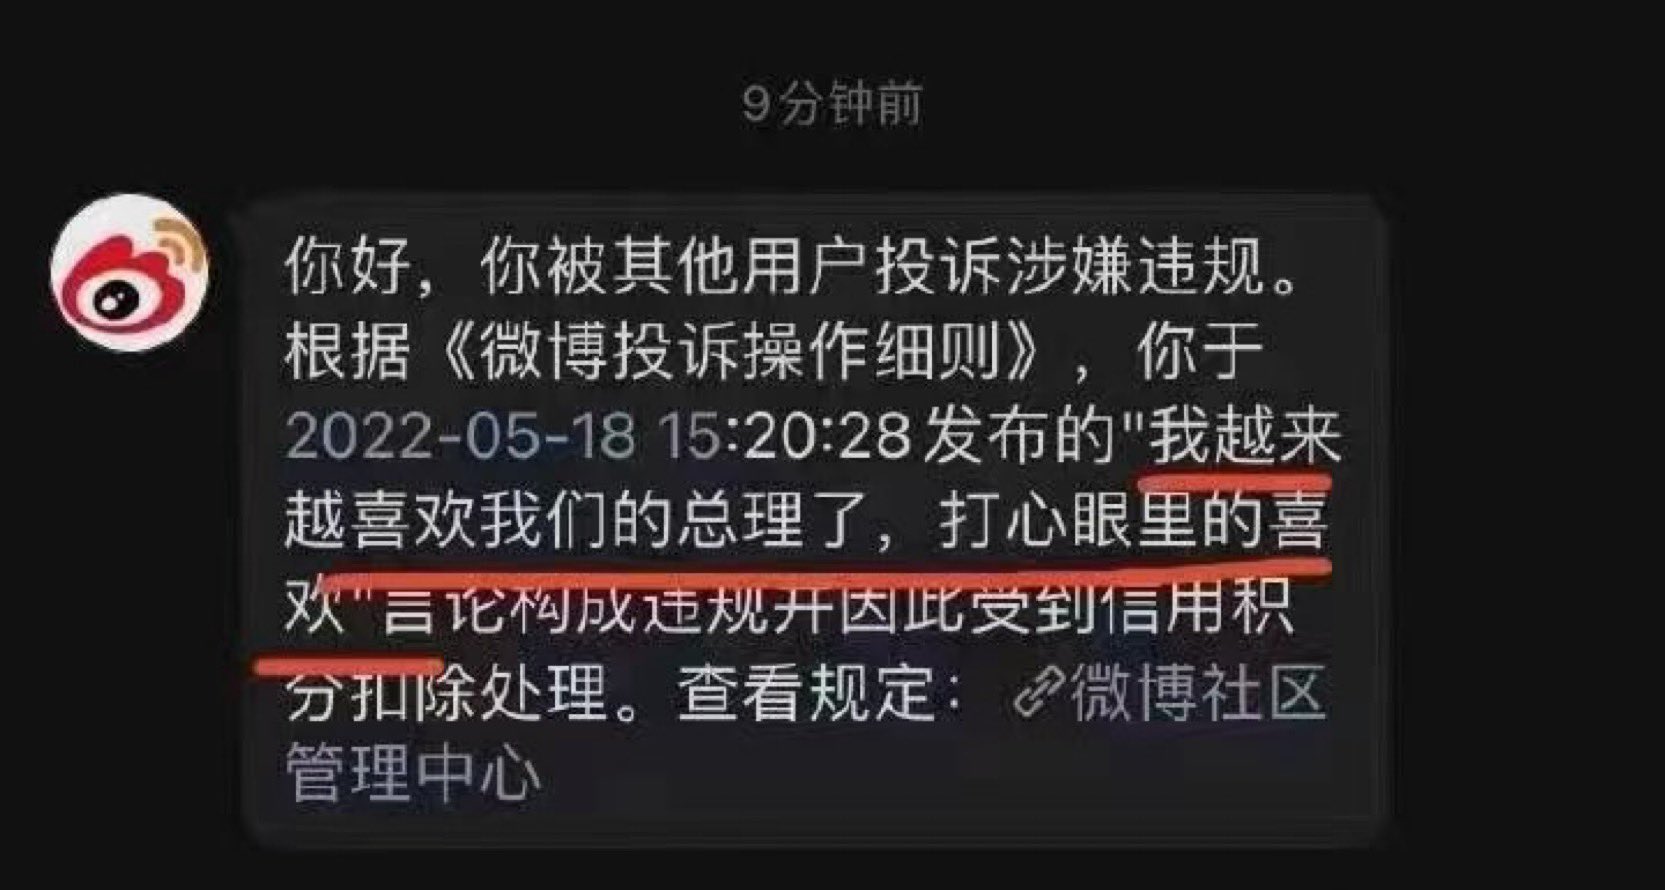 9分钟前
你好，你被其他用户投诉涉嫌违规。
根据《微博投诉操作细则》，你于
2022-05-18 15:20:28发布的"我越来
越喜欢我们的总理了，打心眼里的喜
欢"言论构成违规并因此受到信用积
分扣除处理。查看规定：微博社区
管理中心